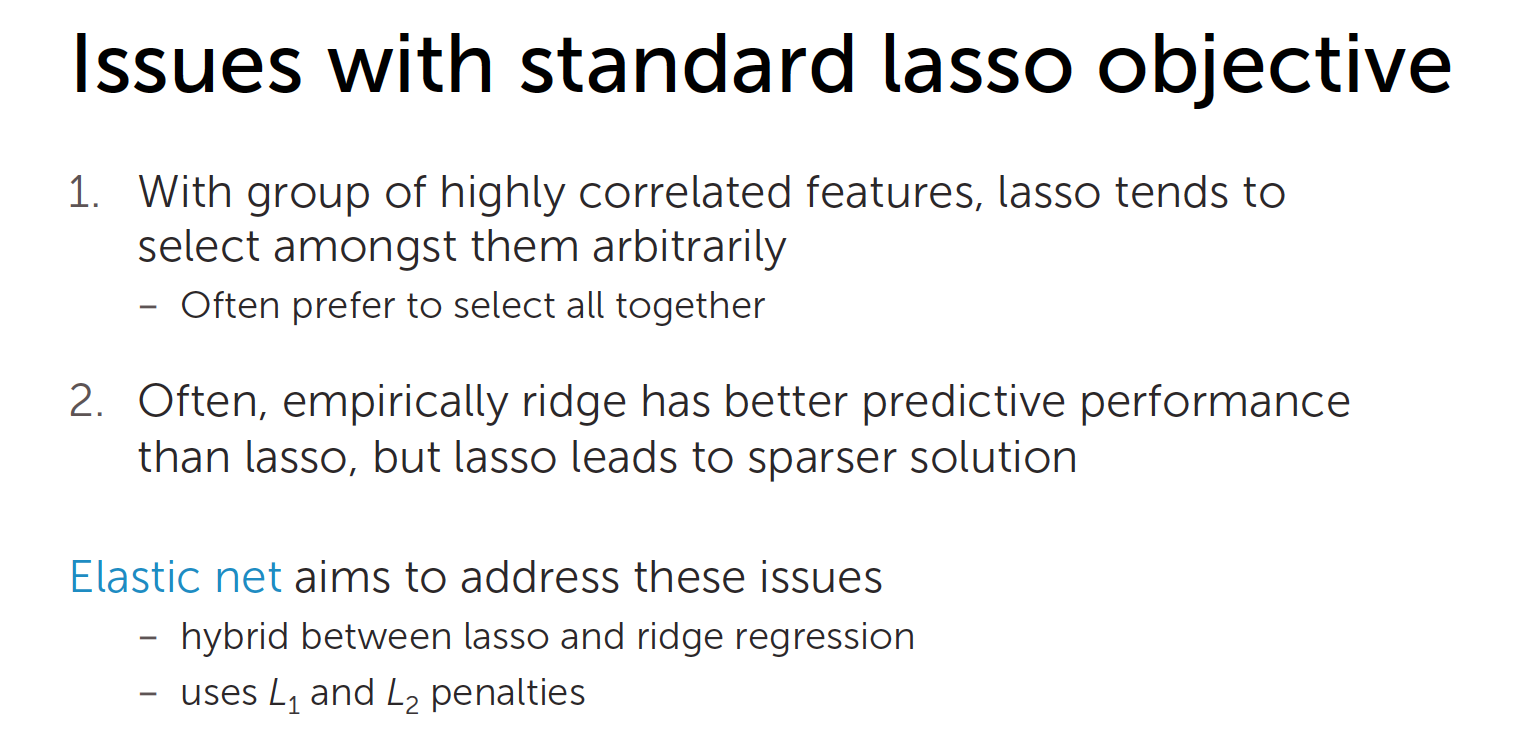 Issues with standard lasso objective
1. With group of highly correlated features, lasso tends to
select amongst them arbitrarily
– Often prefer to select all together
2. Often, empirically ridge has better predictive performance
than lasso, but lasso leads to sparser solution
Elastic net aims to address these issues
– hybrid between lasso and ridge regression
– uses L₁ and L₂ penalties